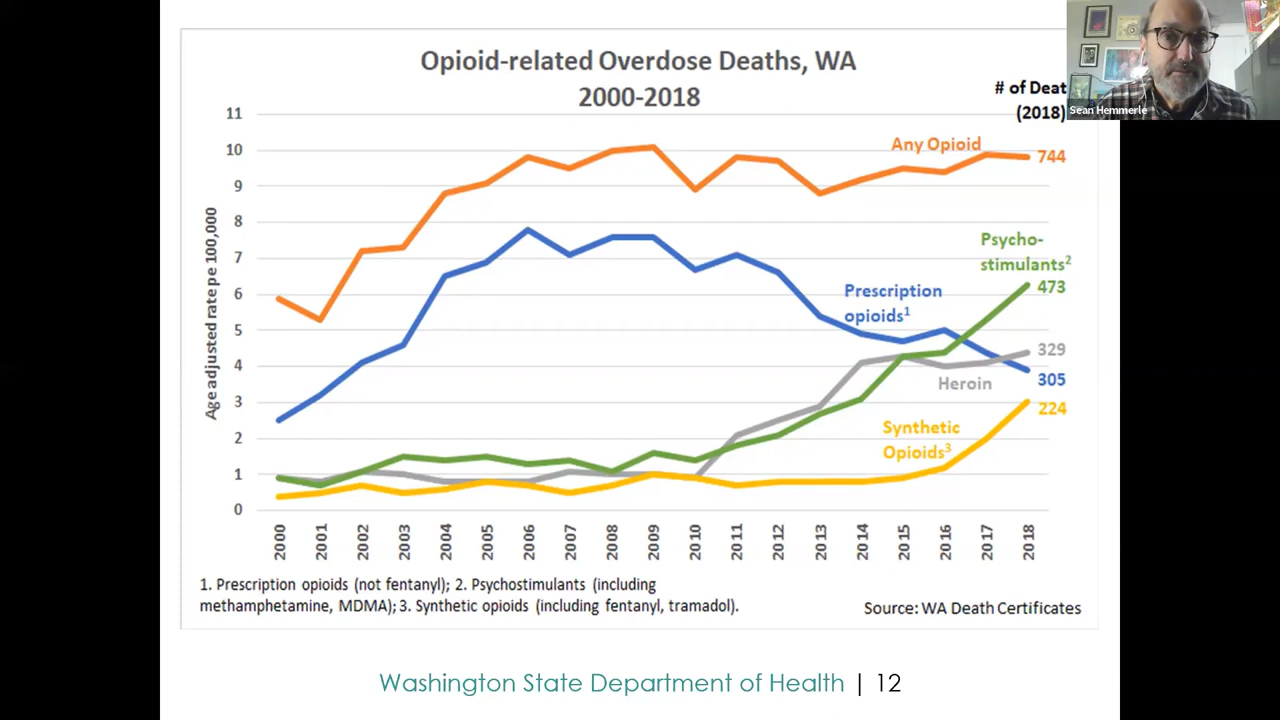 Opioid-related Overdose Deaths, WA
2000-2018
# of Deat
(2018)
Sean Hemmerle
Age adjusted rate pe 100,000
11
10
9
8
7
6
5
4
3
2
1
0
Any Opioid
744
Psycho-
stimulants2
473
Prescription
opioids1
329
Heroin
305
224
Synthetic
Opioids3
2000
2001
2002
2003
2004
2005
2006
2007
2008
2009
2010
2011
2012
2013
2014
2015
2016
2017
2018
1. Prescription opioids (not fentanyl); 2. Psychostimulants (including
methamphetamine, MDMA); 3. Synthetic opioids (including fentanyl, tramadol).
Source: WA Death Certificates
Washington State Department of Health | 12